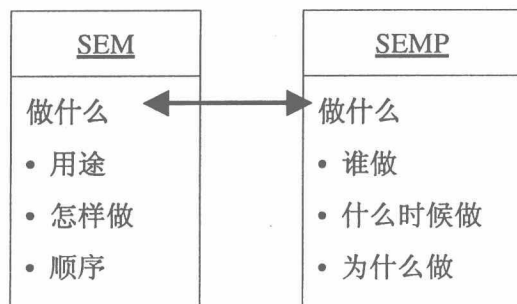 SEM
做什么
• 用途
• 怎样做
• 顺序
SEMP
做什么
• 谁做
• 什么时候做
• 为什么做